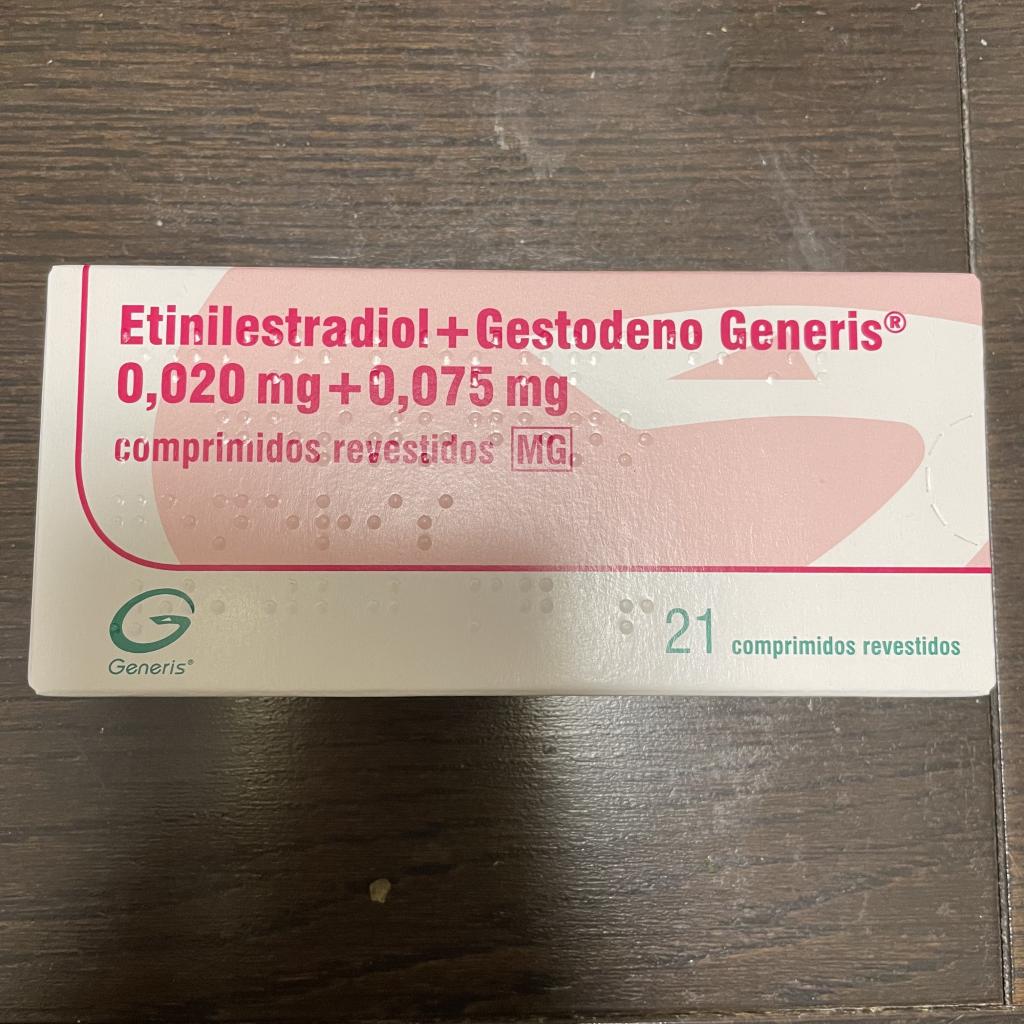 Etinilestradiol+Gestodeno Generis®
0,020 mg+0,075 mg
comprimidos revestidos MG
Generis®
21 comprimidos revestidos